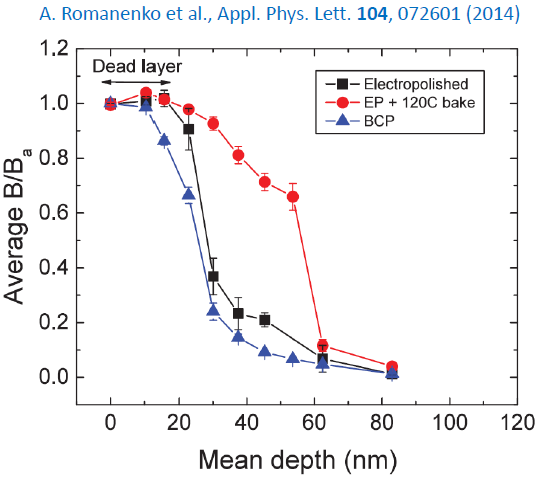 A. Romanenko et al., Appl. Phys. Lett. 104, 072601 (2014)
1.2
1.0
0.8
0.6
0.4
0.2
0.0
Average B/Ba
Dead layer
Electropolished
EP + 120C bake
BCP
0 20 40 60 80 100 120
Mean depth (nm)